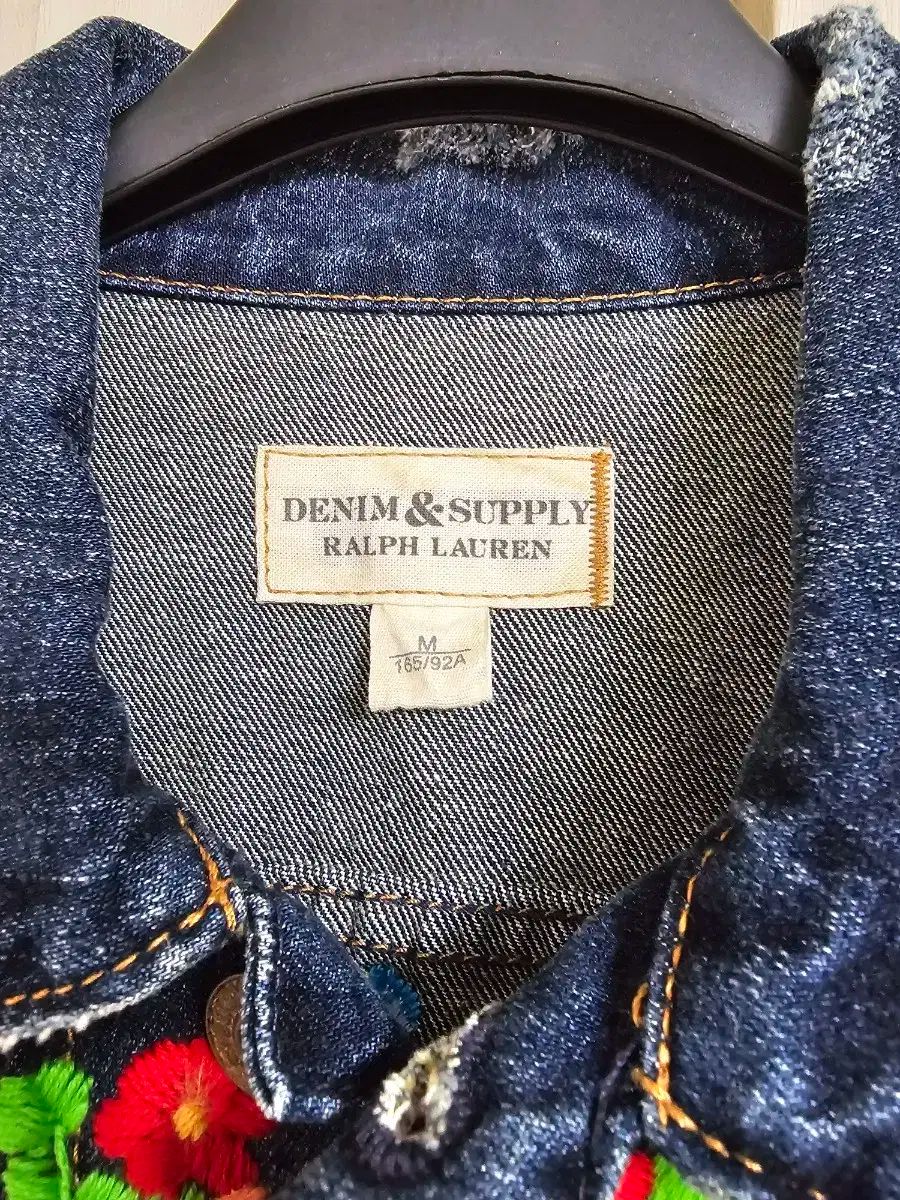 DENIM & SUPPLY
RALPH LAUREN
M
165/92A